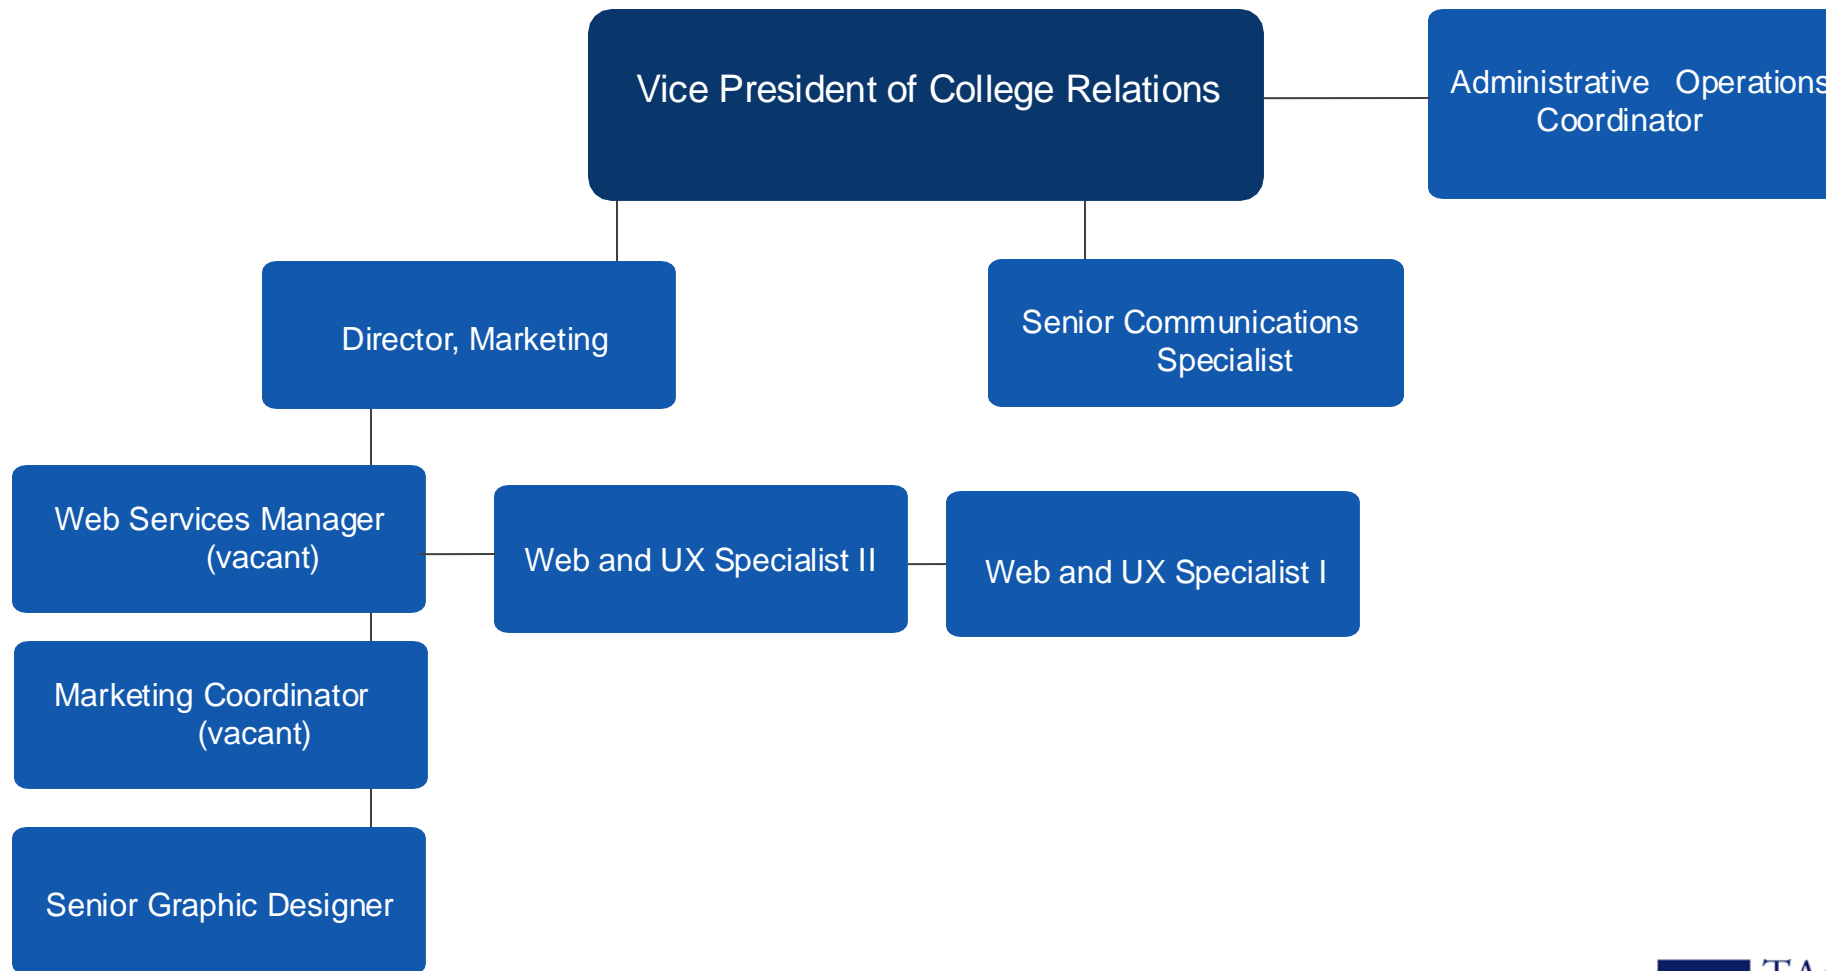 Vice President of College Relations
Administrative Operations
Coordinator
Director, Marketing
Senior Communications
Specialist
Web Services Manager
(vacant)
Web and UX Specialist II
Web and UX Specialist I
Marketing Coordinator
(vacant)
Senior Graphic Designer